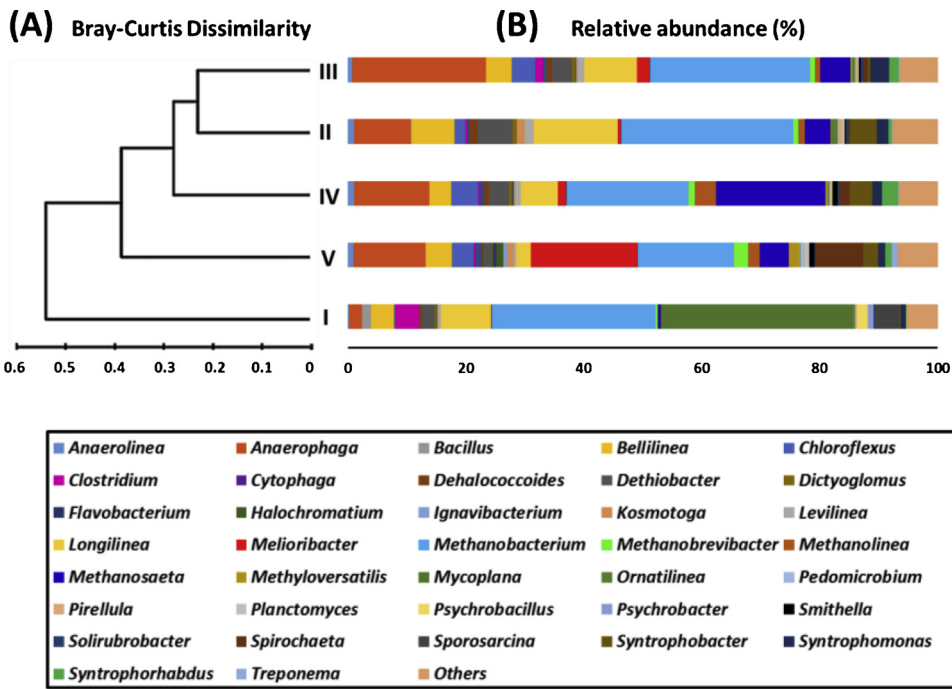 (A) Bray-Curtis Dissimilarity (B) Relative abundance (%)
III
II
IV
V
I
0.6 0.5 0.4 0.3 0.2 0.1 0 0 20 40 60 80 100
Anaerolinea Anaerophaga Bacillus Bellilinea Chloroflexus
Clostridium Cytophaga Dehalococcoides Dethiobacter Dictyoglomus
Flavobacterium Halochromatium Ignavibacterium Kosmotoga Levilinea
Longilinea Melioribacter Methanobacterium Methanobrevibacter Methanolinea
Methanosaeta Methyloversatilis Mycoplana Ornatilinea Pedomicrobium
Pirellula Planctomyces Psychrobacillus Psychrobacter Smithella
Solirubrobacter Spirochaeta Sporosarcina Syntrophobacter Syntrophomonas
Syntrophorhabdus Treponema Others